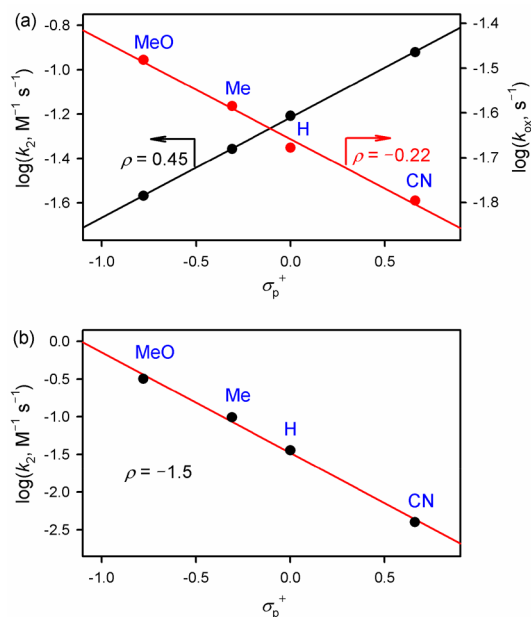 (a)
-0.8
-1.0
-1.2
-1.4
-1.6
log(k2, M−1 s−1)
-1.4
-1.5
-1.6
-1.7
-1.8
log(kox, s−1)
MeO
Me
H
CN
ρ = 0.45
ρ = −0.22
-1.0 -0.5 0.0 0.5
σp+
(b)
0.0
-0.5
-1.0
-1.5
-2.0
-2.5
log(k2, M−1 s−1)
MeO
Me
H
CN
ρ = −1.5
-1.0 -0.5 0.0 0.5
σp+